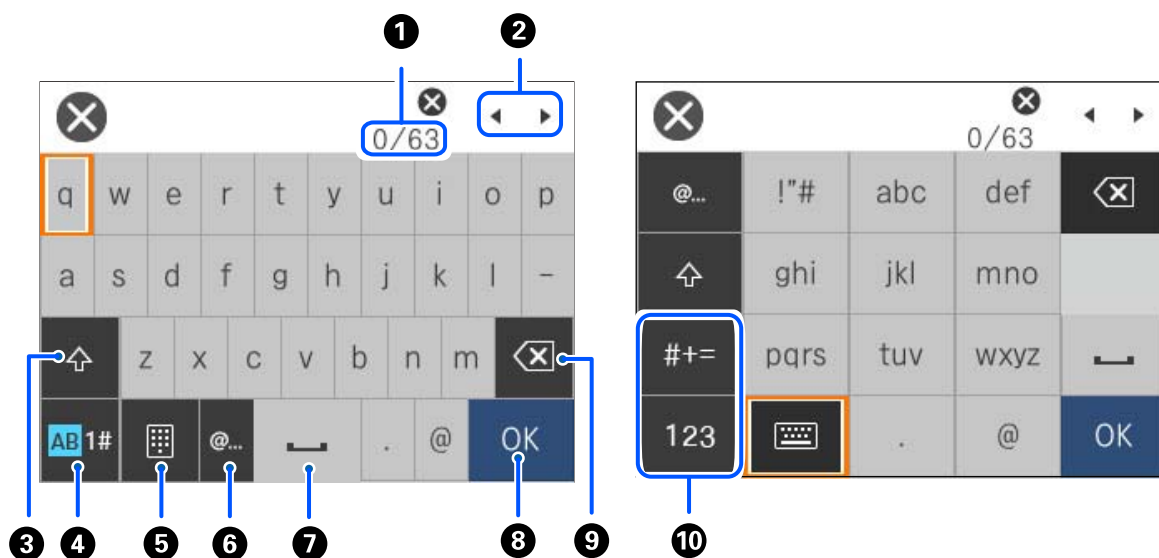 1 2
0/63
q w e r t y u i o p
a s d f g h j k l -
z x c v b n m
AB 1# @... . @ OK
3 4 5 6 7 8 9
0/63
@... !"# abc def
ghi jkl mno
#+= pqrs tuv wxyz
123 . @ OK
10